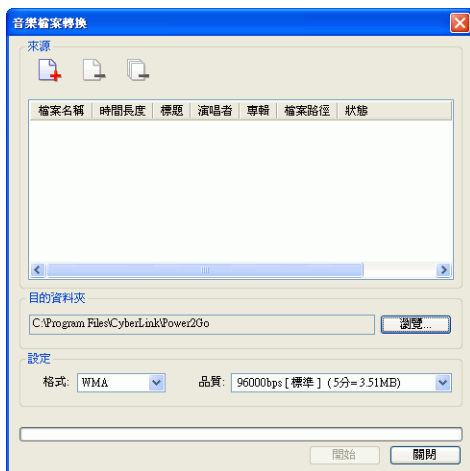 音樂檔案轉換
來源
檔案名稱 時間長度 標題 演唱者 專輯 檔案路徑 狀態
目的資料夾
C:\Program Files\CyberLink\Power2Go 瀏覽...
設定
格式: WMA 品質: 96000bps [ 標準 ] (5分=3.51MB)
開始 關閉